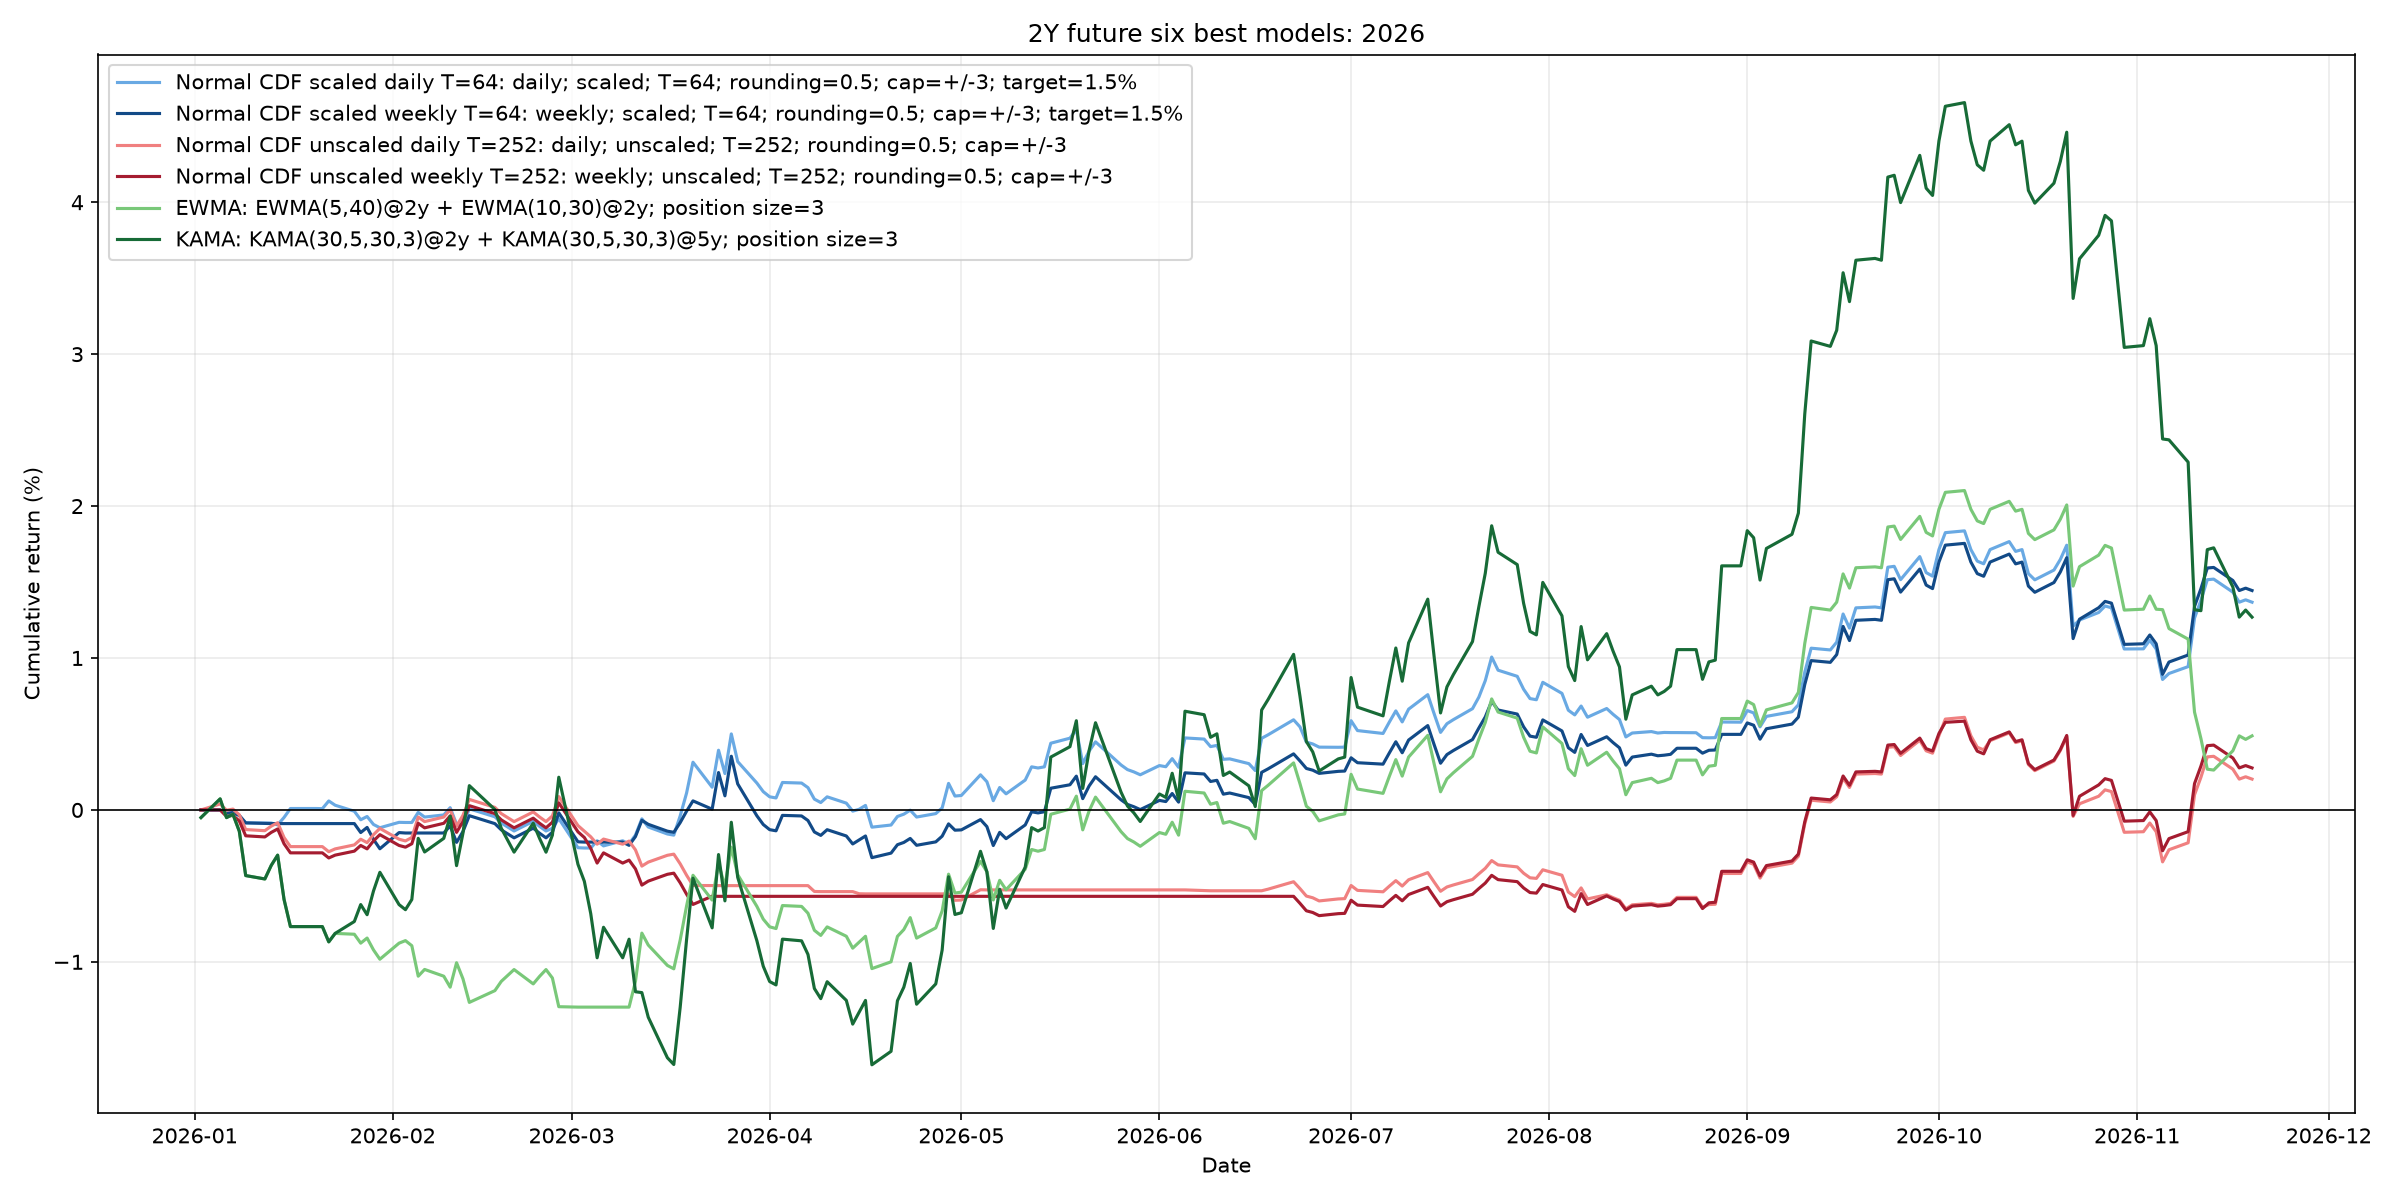 2Y future six best models: 2026
Normal CDF scaled daily T=64: daily; scaled; T=64; rounding=0.5; cap=+/-3; target=1.5%
Normal CDF scaled weekly T=64: weekly; scaled; T=64; rounding=0.5; cap=+/-3; target=1.5%
Normal CDF unscaled daily T=252: daily; unscaled; T=252; rounding=0.5; cap=+/-3
Normal CDF unscaled weekly T=252: weekly; unscaled; T=252; rounding=0.5; cap=+/-3
EWMA: EWMA(5,40)@2y + EWMA(10,30)@2y; position size=3
KAMA: KAMA(30,5,30,3)@2y + KAMA(30,5,30,3)@5y; position size=3
Cumulative return (%)
4
3
2
1
0
−1
2026-01 2026-02 2026-03 2026-04 2026-05 2026-06 2026-07 2026-08 2026-09 2026-10 2026-11 2026-12
Date